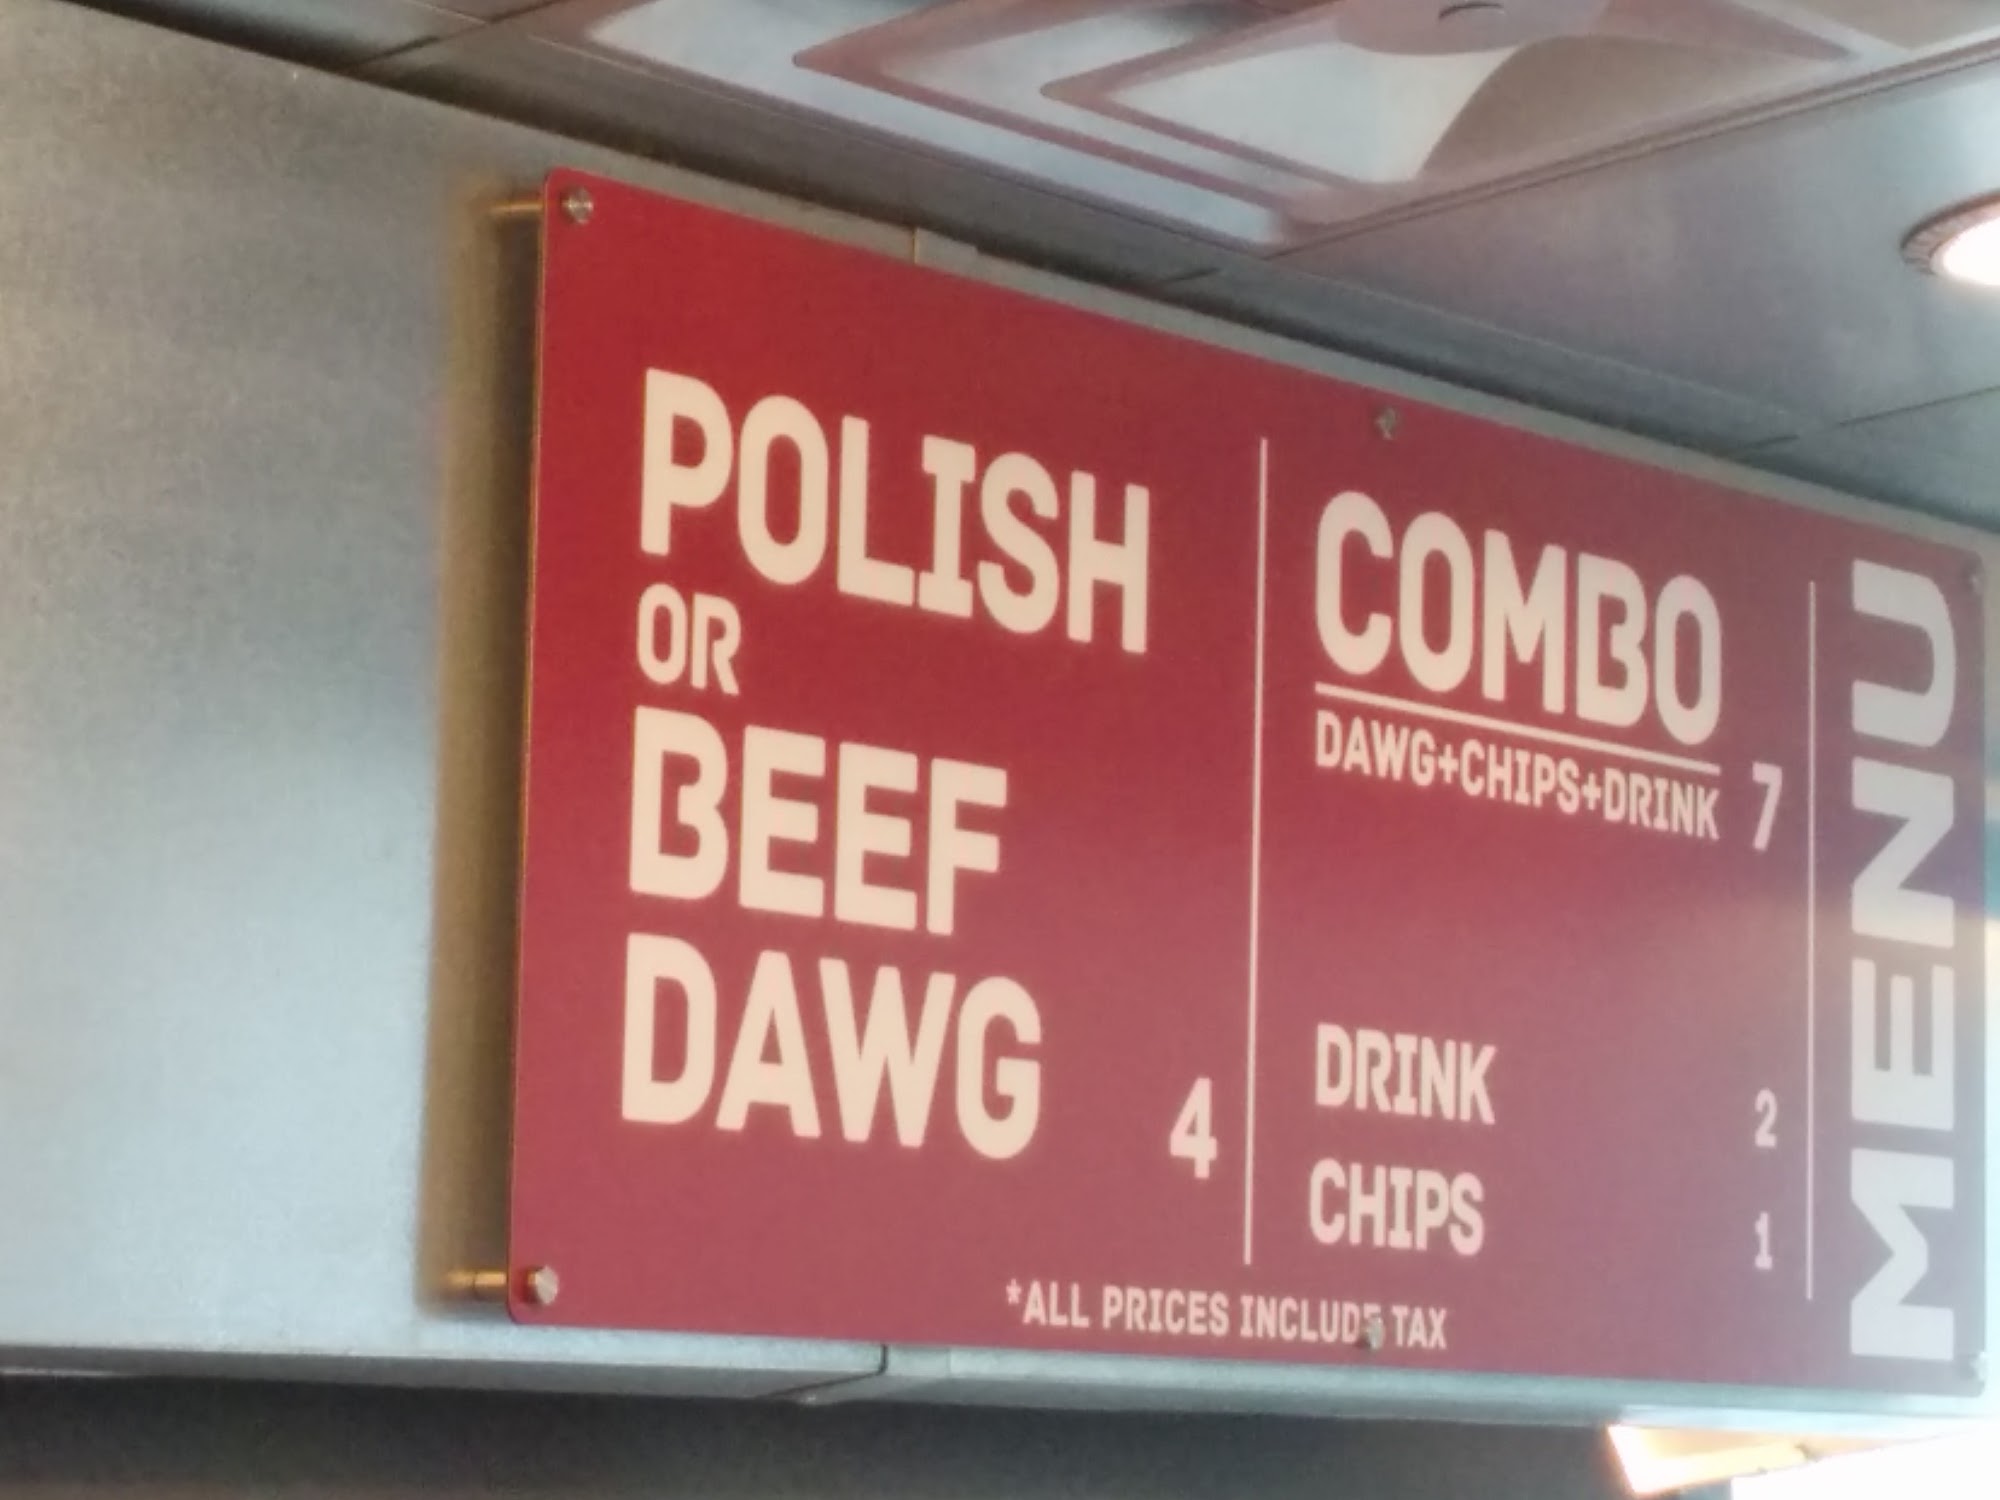 POLISH
OR
BEEF
DAWG 4
COMBO
DAWG+CHIPS+DRINK 7
DRINK 2
CHIPS 1
*ALL PRICES INCLUDE TAX
MENU